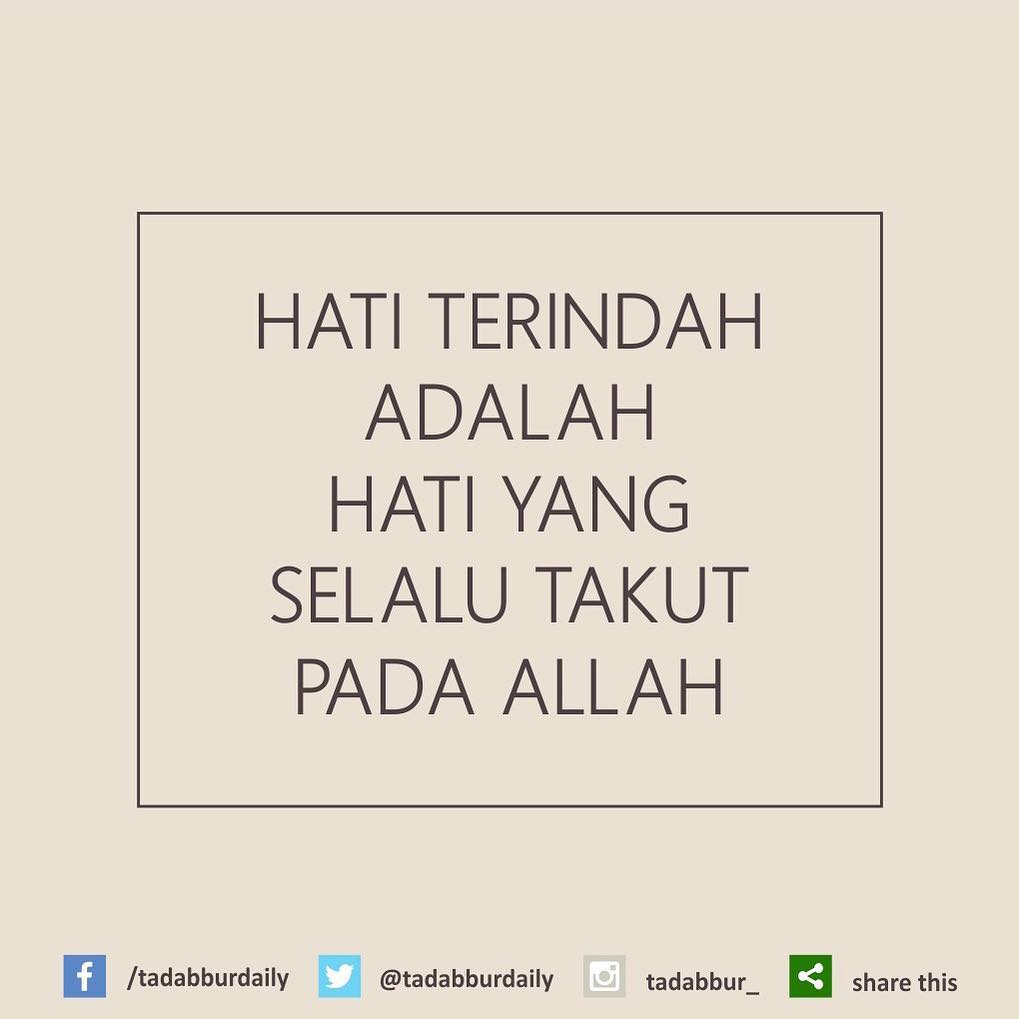 HATI TERINDAH
ADALAH
HATI YANG
SELALU TAKUT
PADA ALLAH
/tadabburdaily @tadabburdaily tadabbur_ share this